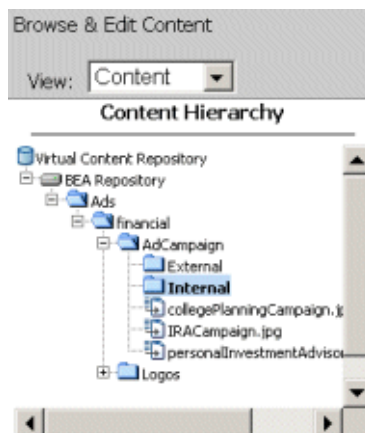 Browse & Edit Content
View: Content
Content Hierarchy
Virtual Content Repository
BEA Repository
Ads
financial
AdCampaign
External
Internal
collegePlanningCampaign.j
IRACampaign.jpg
personalInvestmentAdviso
Logos